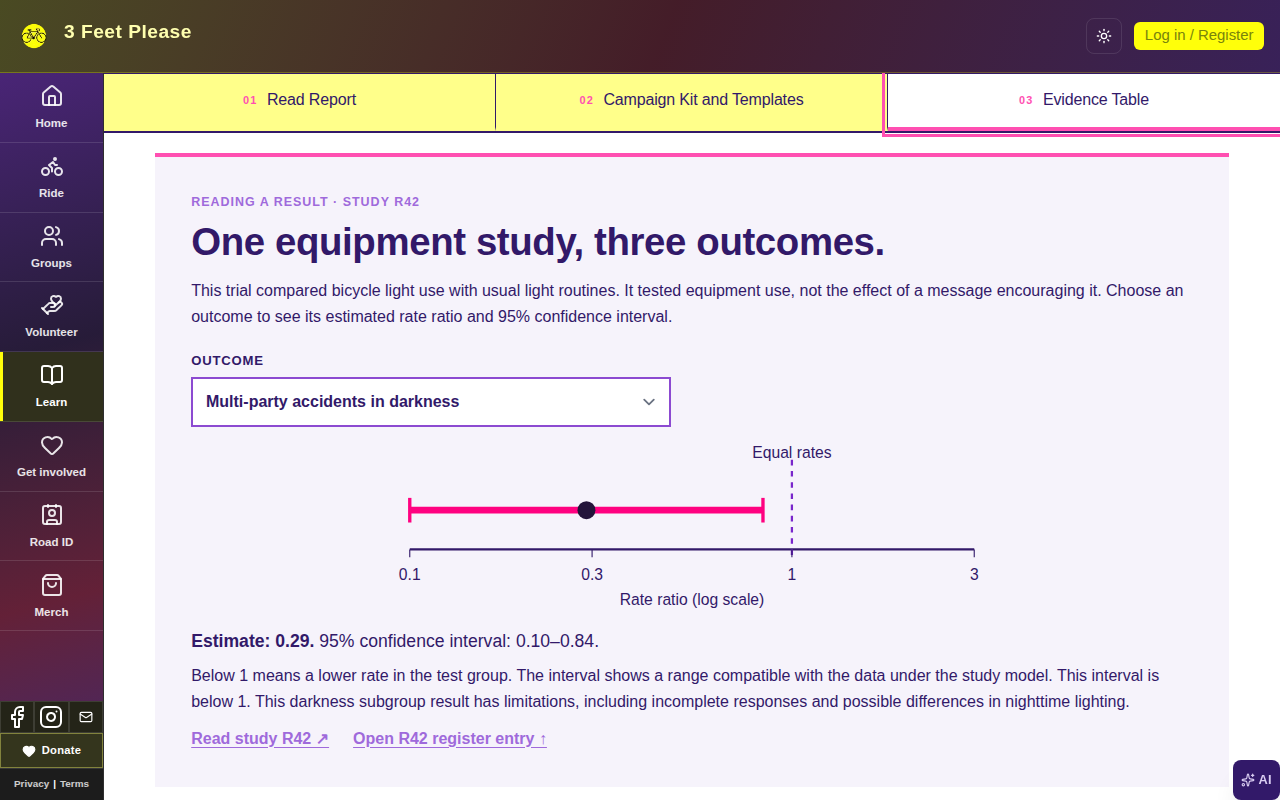 3 Feet Please
Log in / Register
Home
Ride
Groups
Volunteer
Learn
Get involved
Road ID
Merch
Donate
Privacy | Terms
01 Read Report
02 Campaign Kit and Templates
03 Evidence Table
READING A RESULT · STUDY R42
One equipment study, three outcomes.
This trial compared bicycle light use with usual light routines. It tested equipment use, not the effect of a message encouraging it. Choose an
outcome to see its estimated rate ratio and 95% confidence interval.
OUTCOME
Multi-party accidents in darkness
Equal rates
0.1 0.3 1 3
Rate ratio (log scale)
Estimate: 0.29. 95% confidence interval: 0.10–0.84.
Below 1 means a lower rate in the test group. The interval shows a range compatible with the data under the study model. This interval is
below 1. This darkness subgroup result has limitations, including incomplete responses and possible differences in nighttime lighting.
Read study R42 ↗ Open R42 register entry ↑
AI